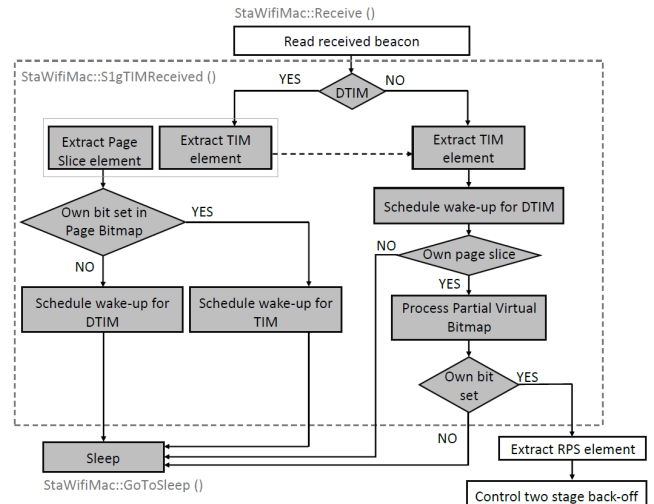 StaWifiMac::Receive ()
Read received beacon
StaWifiMac::S1gTIMReceived ()
YES
NO
DTIM
Extract Page
Slice element
Extract TIM
element
Extract TIM
element
Own bit set in
Page Bitmap
YES
Schedule wake-up for DTIM
NO
Own page slice
NO
YES
Schedule wake-up for
DTIM
Schedule wake-up for
TIM
Process Partial Virtual
Bitmap
Own bit
set
YES
NO
Sleep
Extract RPS element
StaWifiMac::GoToSleep ()
Control two stage back-off